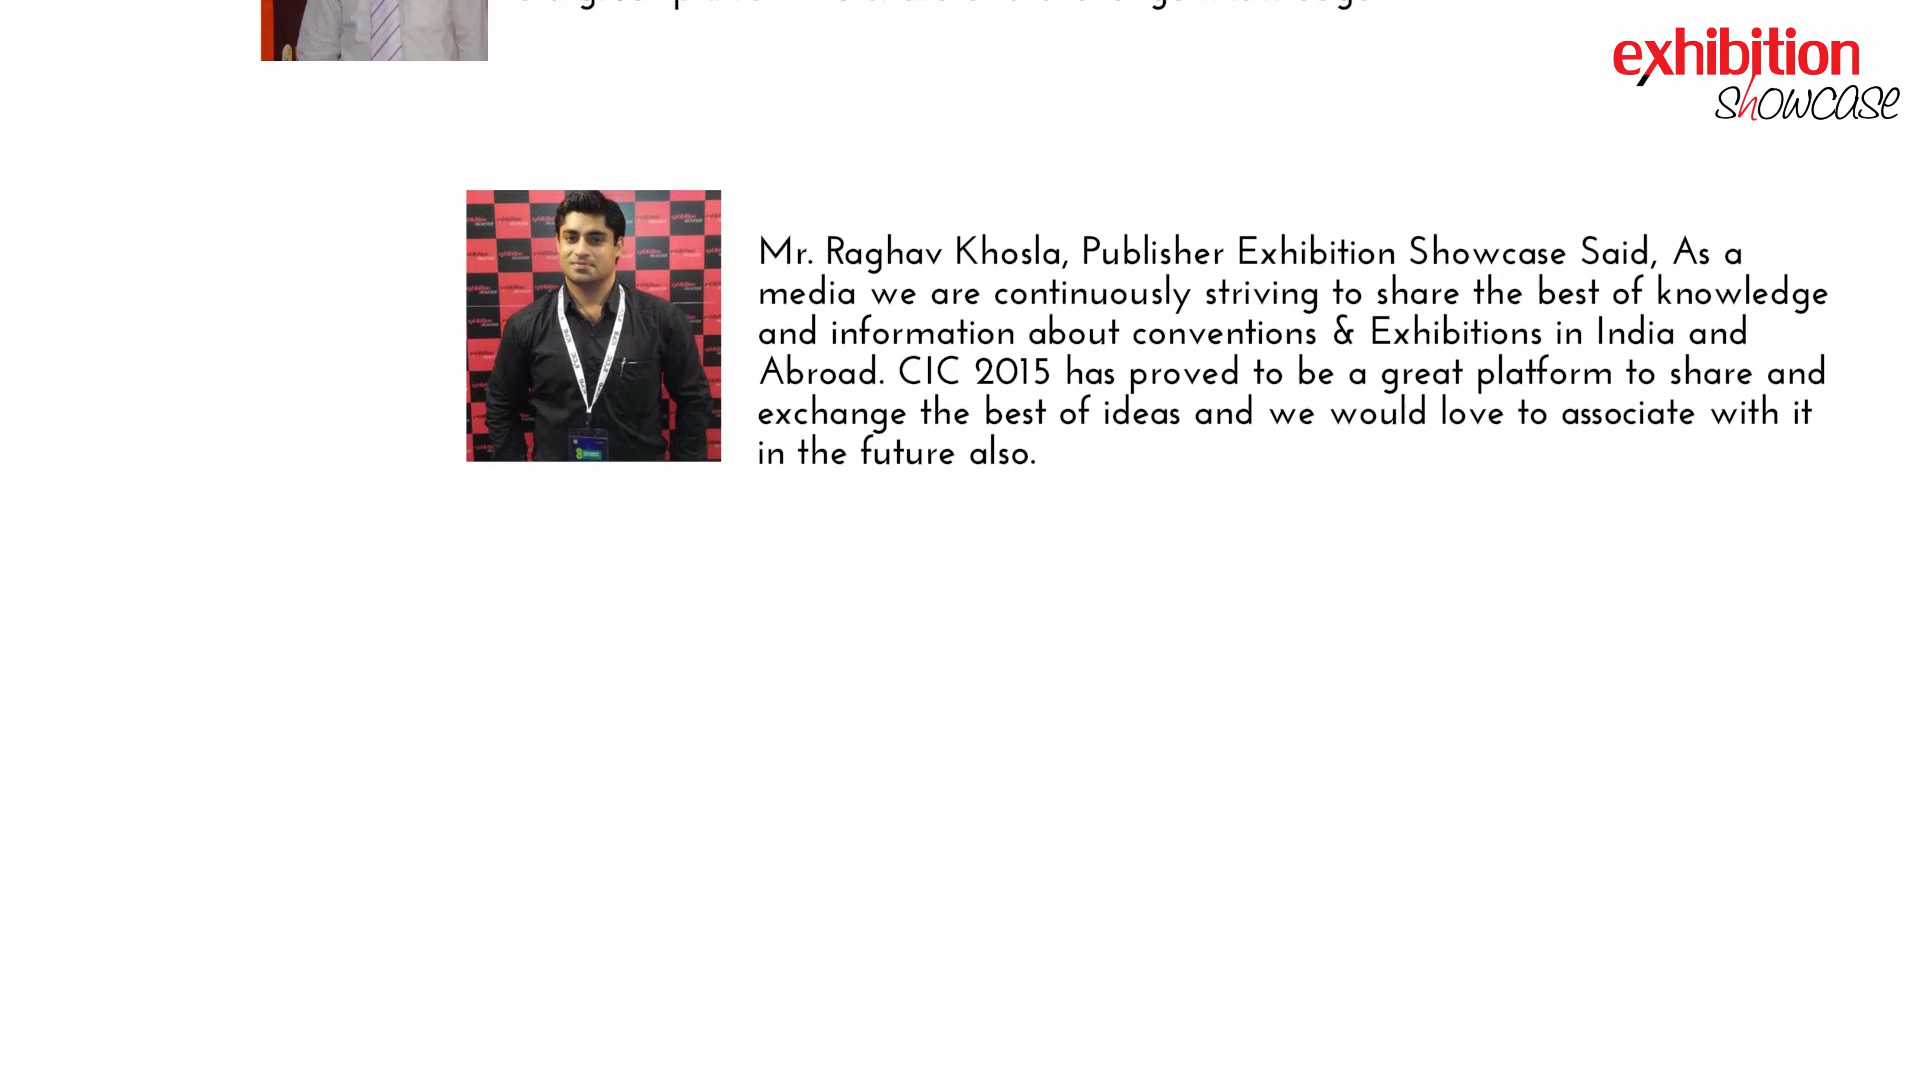 exhibition
showcase
Mr. Raghav Khosla, Publisher Exhibition Showcase Said, As a
media we are continuously striving to share the best of knowledge
and information about conventions & Exhibitions in India and
Abroad. CIC 2015 has proved to be a great platform to share and
exchange the best of ideas and we would love to associate with it
in the future also.